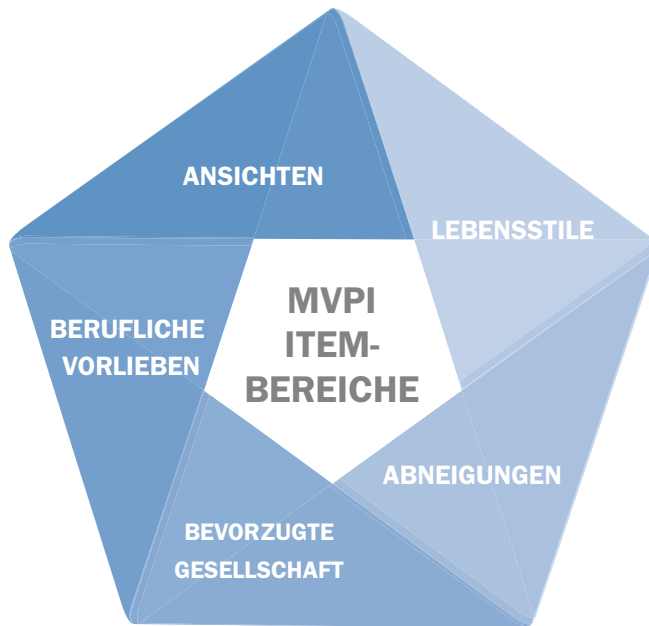 ANSICHTEN
LEBENSSTILE
MVPI
ITEM-
BEREICHE
BERUFLICHE
VORLIEBEN
ABNEIGUNGEN
BEVORZUGTE
GESELLSCHAFT